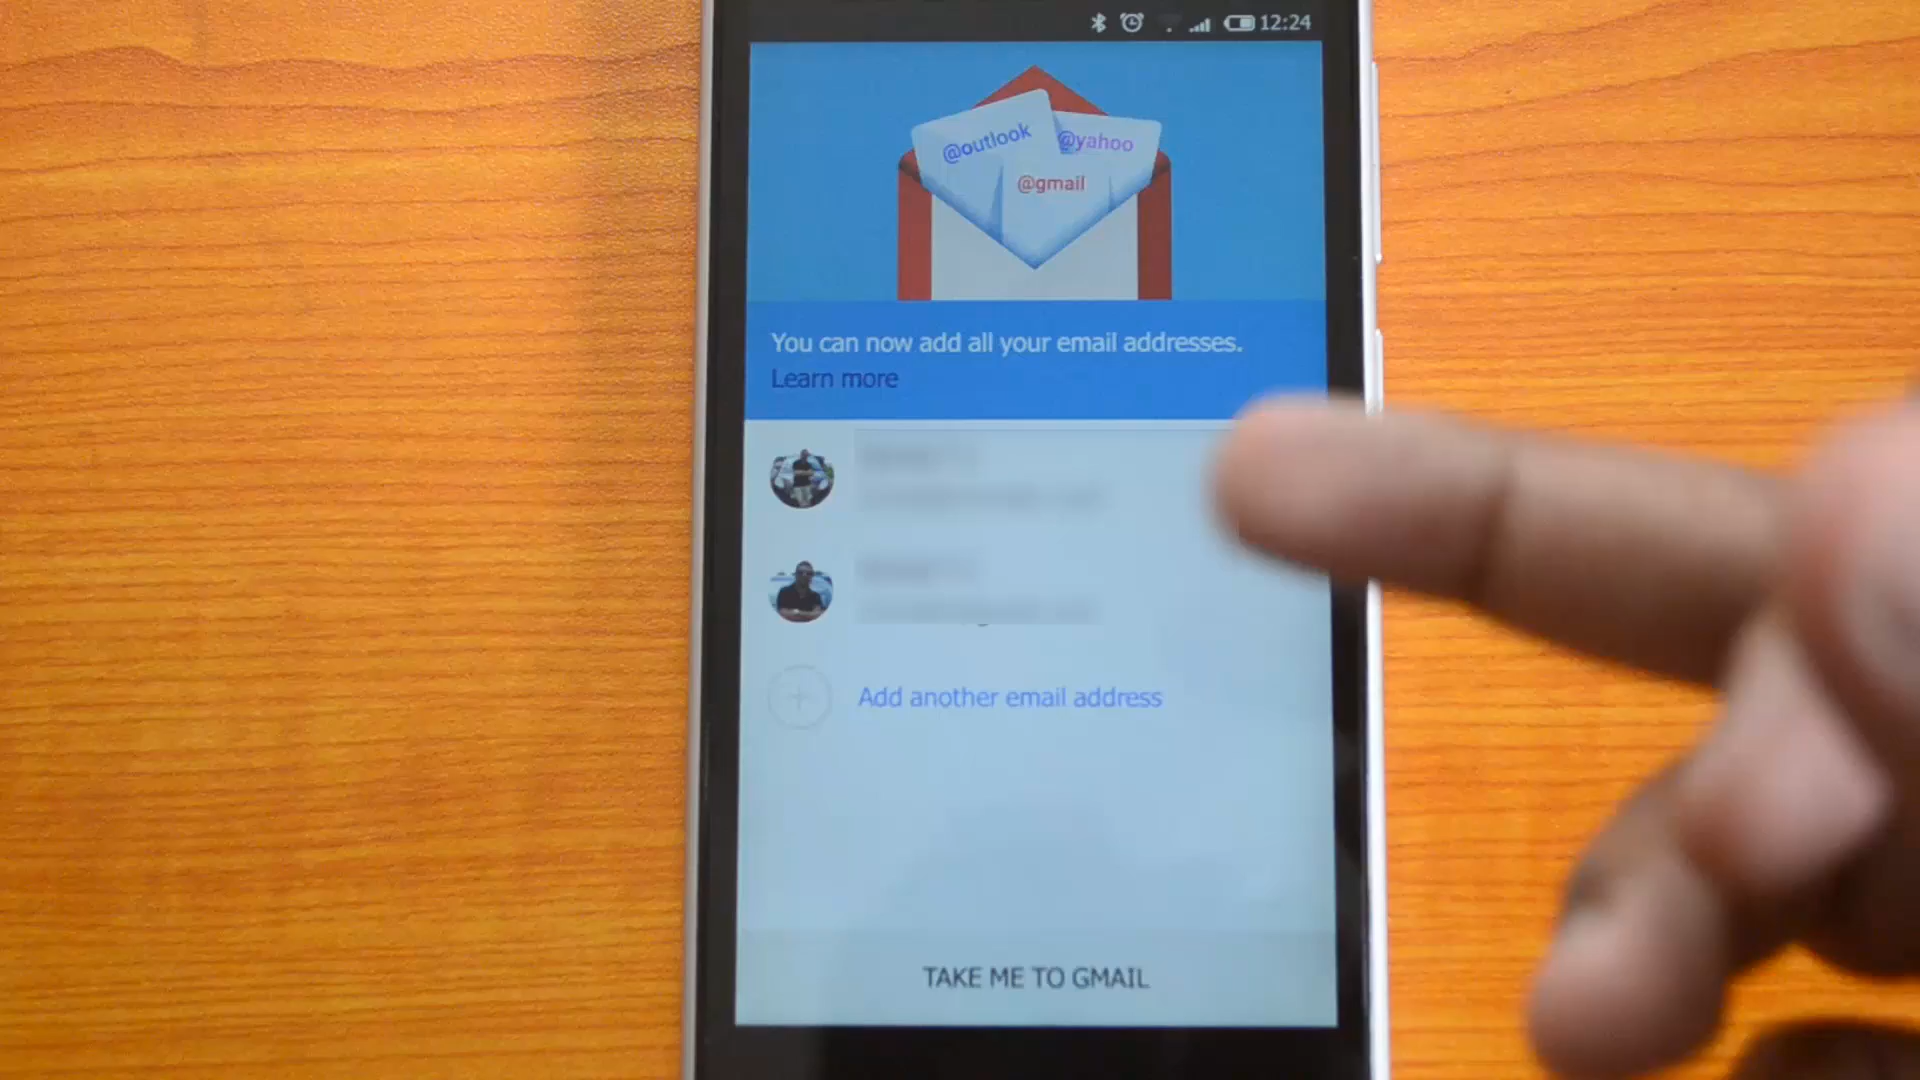 12:24
@outlook
@yahoo
@gmail
You can now add all your email addresses.
Learn more
Add another email address
TAKE ME TO GMAIL